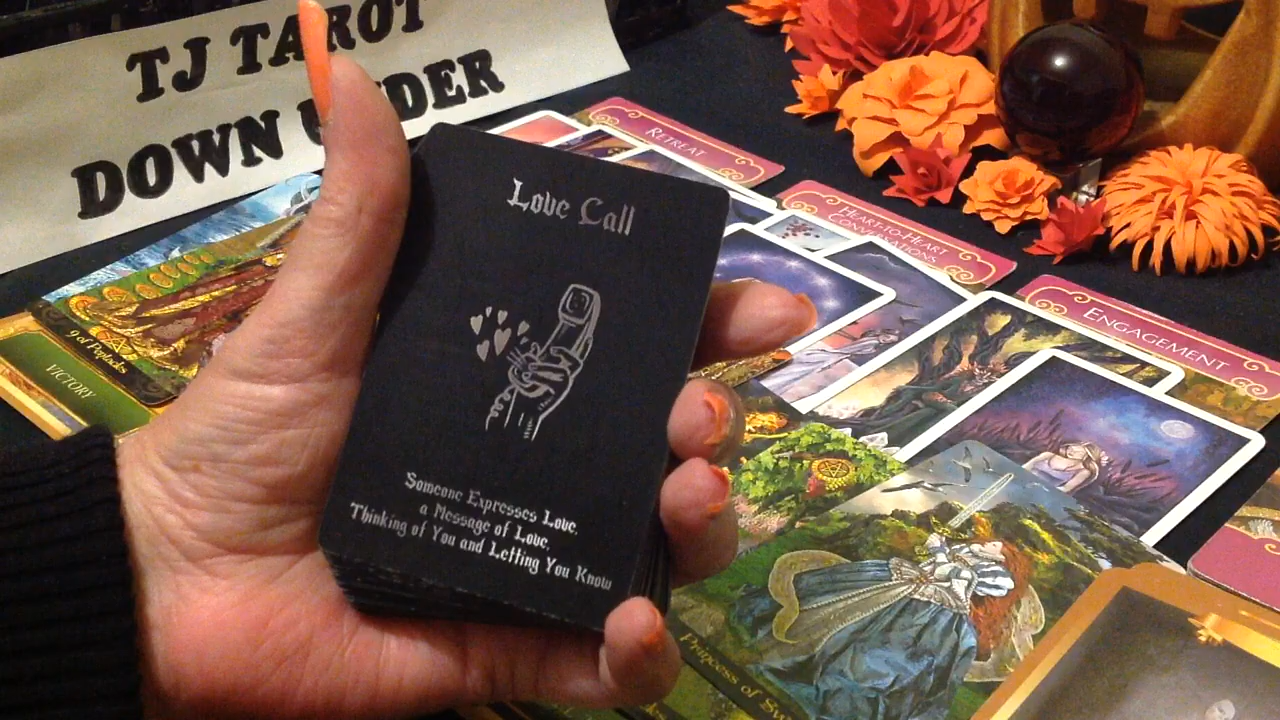 TJ TAROT
DOWN UNDER
Love Call
Someone Expresses Love,
a Message of Love,
Thinking of You and Letting You Know
RETREAT
HEART-TO-HEART
CONVERSATIONS
ENGAGEMENT
9 of Pentacles
VICTORY
Princess of